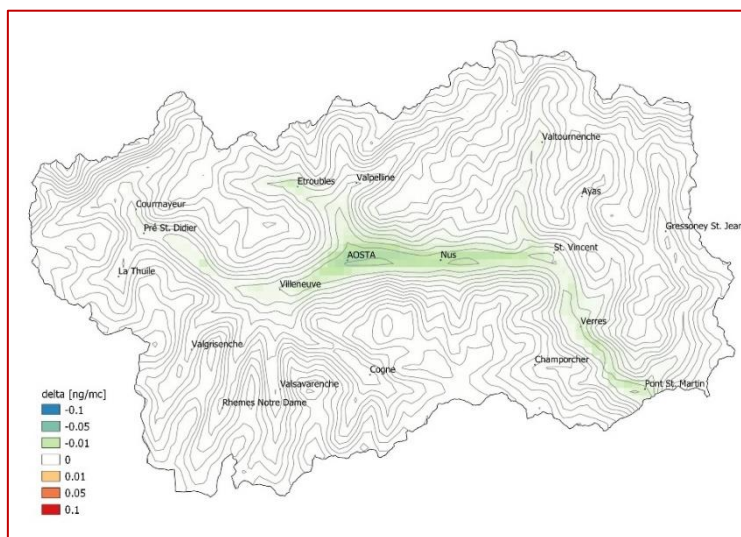 Valtournenche
Etroubles
Valpelline
Ayas
Courmayeur
Prè St. Didier
Gressoney St. Jean
St. Vincent
AOSTA
Nus
La Thuile
Villeneuve
Verres
Valgrisenche
Champorcher
Cogne
Valsavarenche
Pont St. Martin
Rhemes Notre Dame
delta [ng/mc]
-0.1
-0.05
-0.01
0
0.01
0.05
0.1